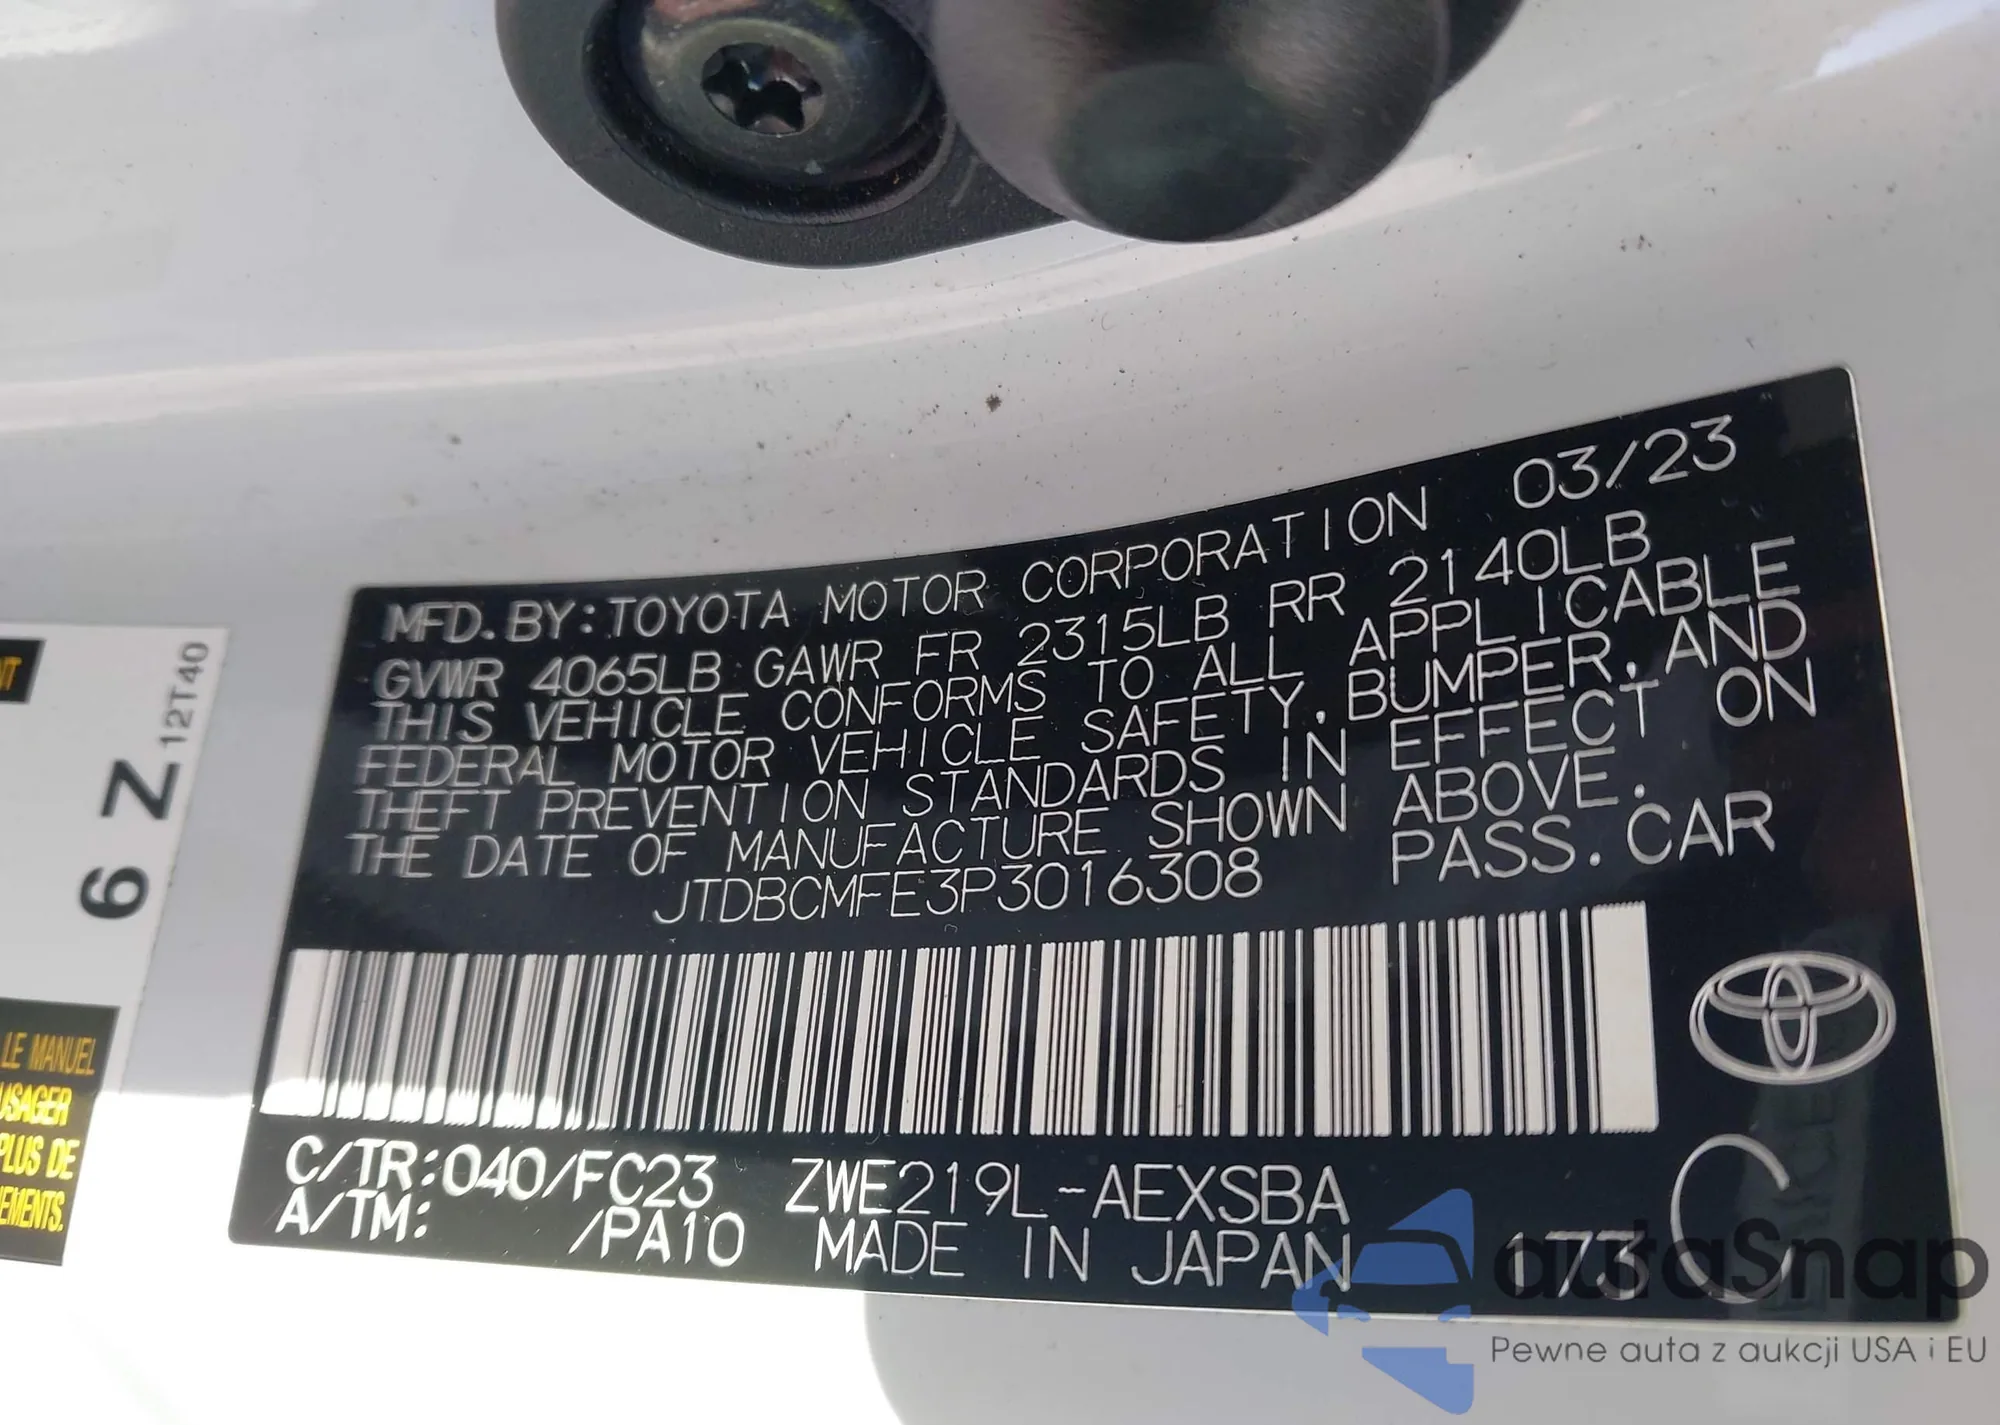 MFD. BY: TOYOTA MOTOR CORPORATION 03/23
GVWR 4065LB GAWR FR 2315LB RR 2140LB
THIS VEHICLE CONFORMS TO ALL APPLICABLE
FEDERAL MOTOR VEHICLE SAFETY, BUMPER, AND
THEFT PREVENTION STANDARDS IN EFFECT ON
THE DATE OF MANUFACTURE SHOWN ABOVE.
JTDBCMFE3P3016308 PASS. CAR
C/TR:040/FC23 ZWE219L-AEXSBA
A/TM: /PA10 MADE IN JAPAN 173 C
6 Z 12T40
NT
LE MANUEL
USAGER
PLUS DE
EMENTS.
autaSnap
Pewne auta z aukcji USA i EU